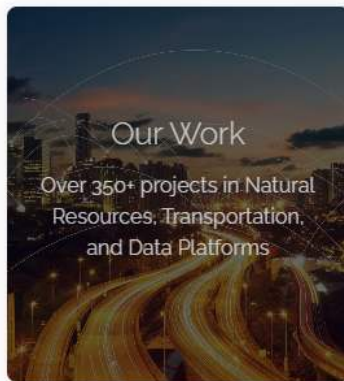 Our Work
Over 350+ projects in Natural
Resources, Transportation,
and Data Platforms